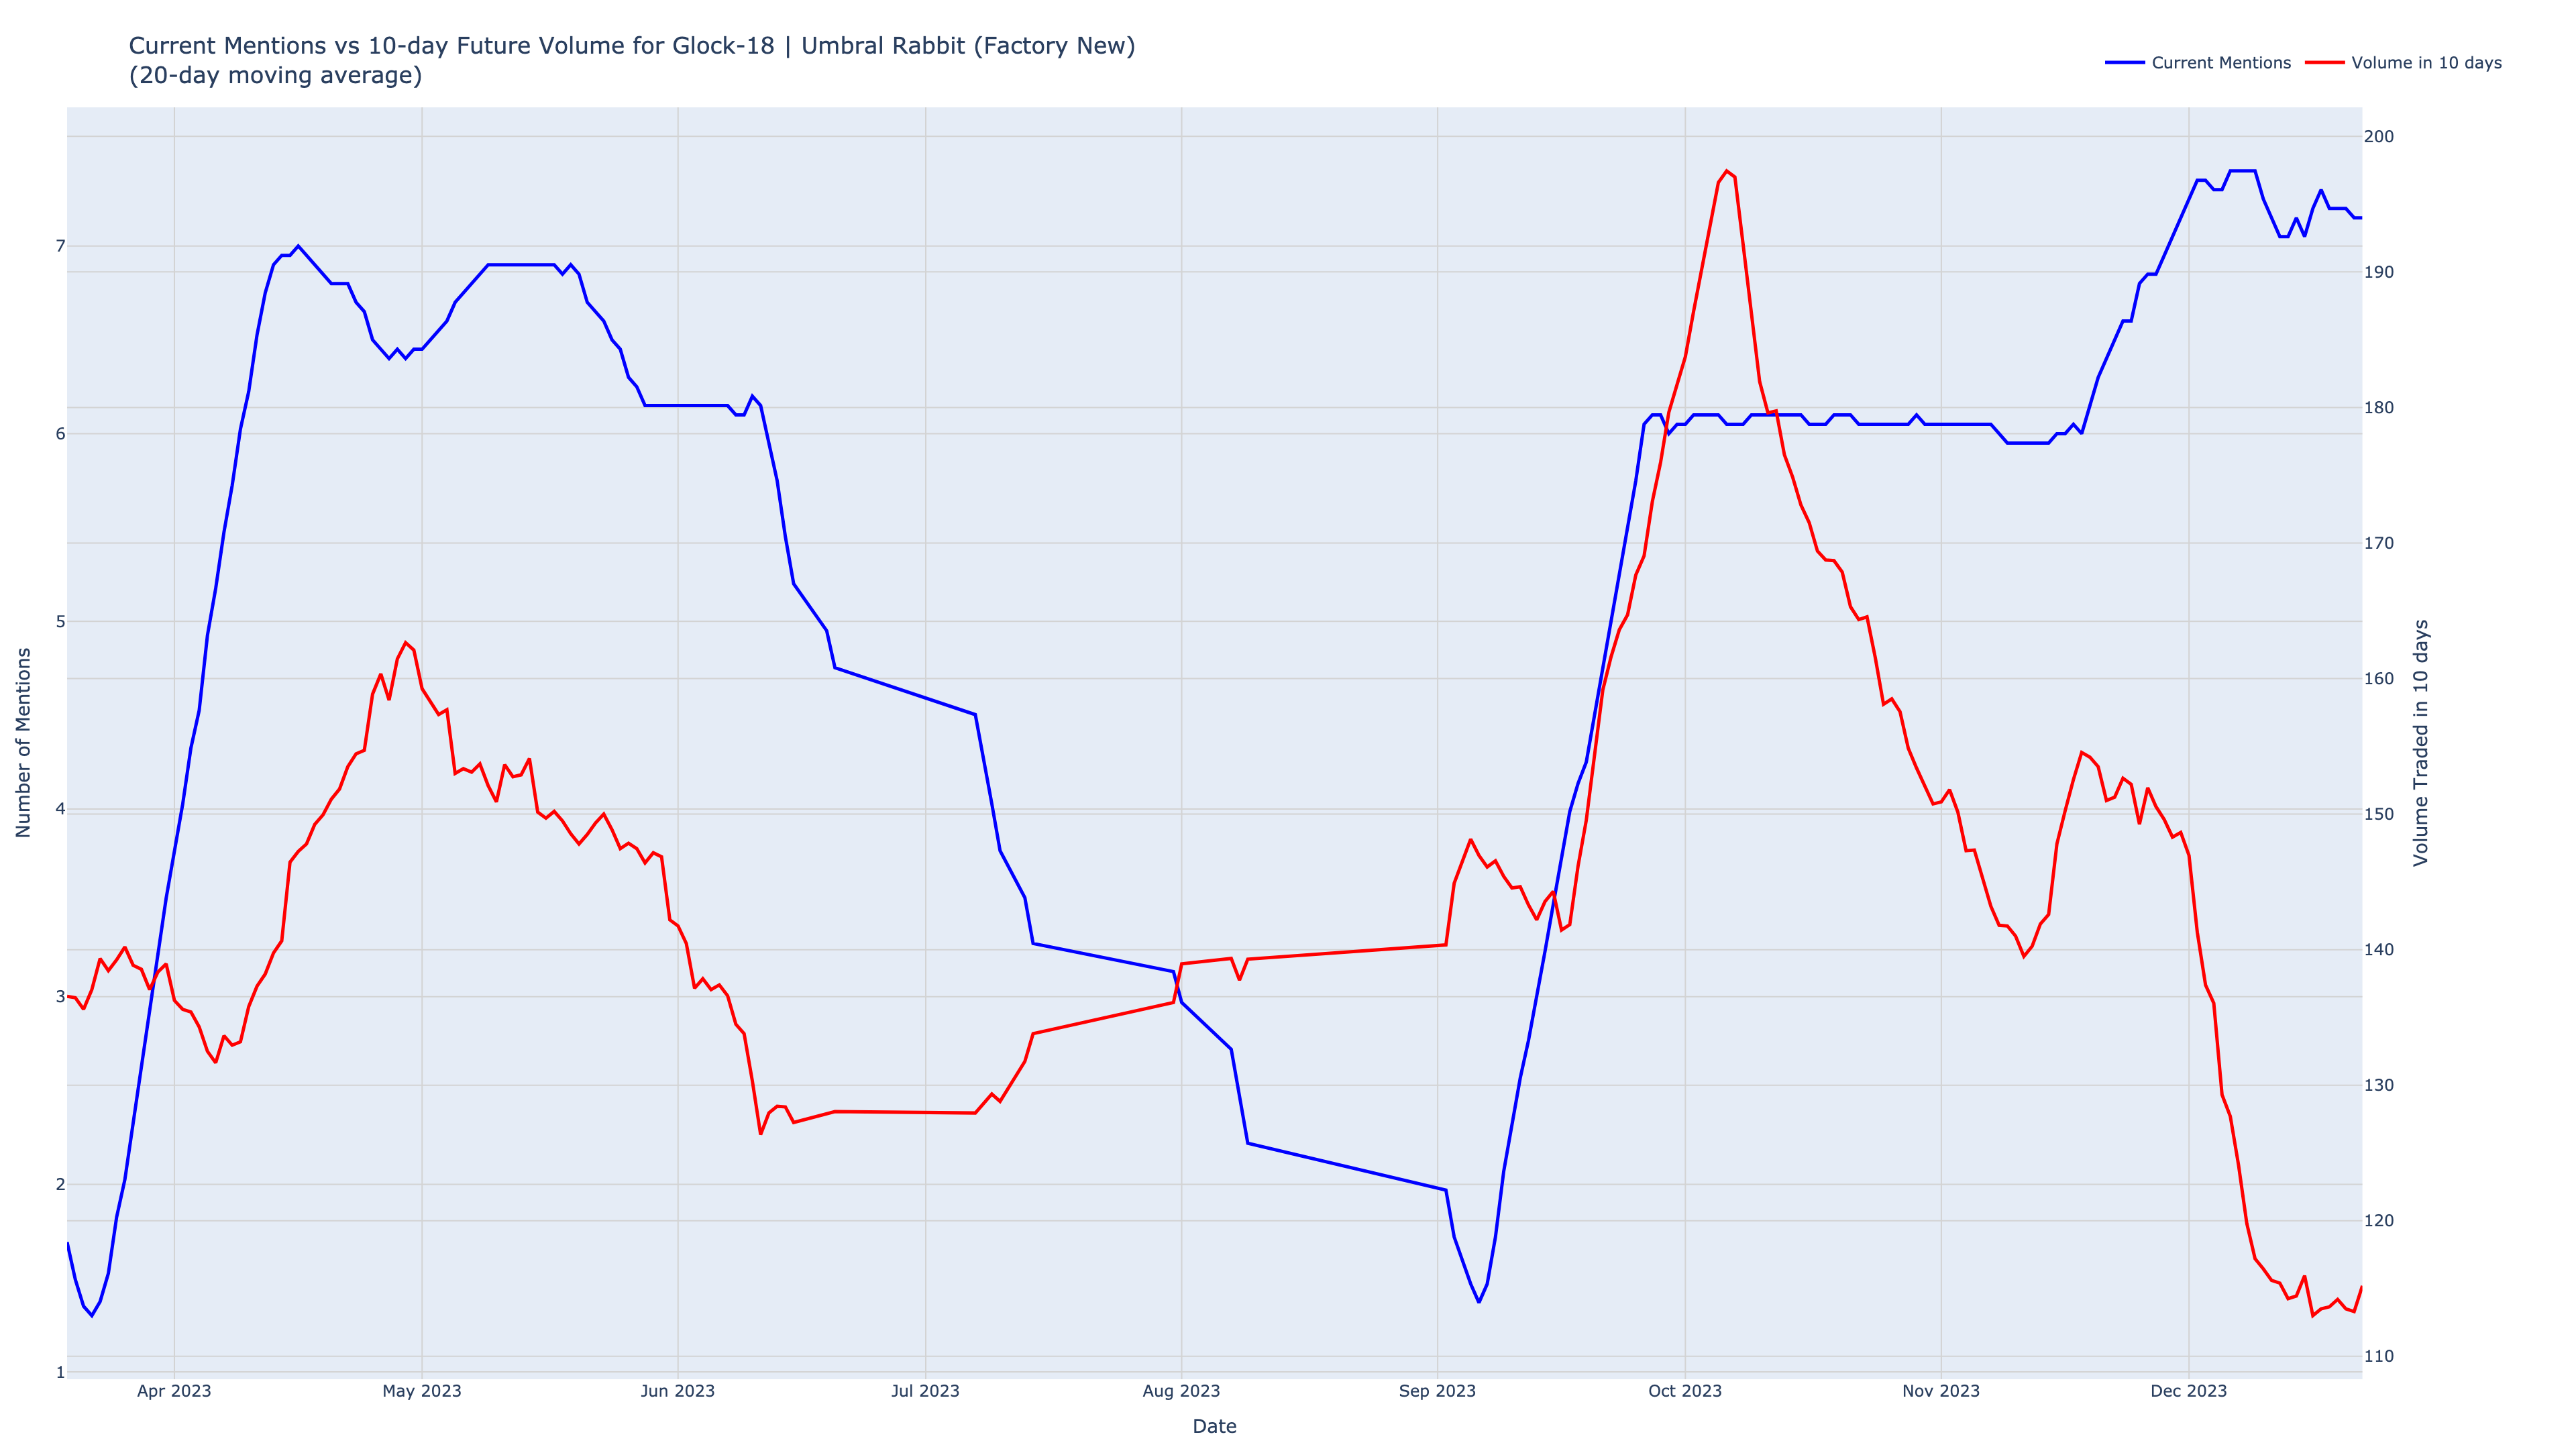 Current Mentions vs 10-day Future Volume for Glock-18 | Umbral Rabbit (Factory New)
(20-day moving average)
Current Mentions
Volume in 10 days
Number of Mentions
7
6
5
4
3
2
1
200
190
180
170
160
150
140
130
120
110
Volume Traded in 10 days
Apr 2023
May 2023
Jun 2023
Jul 2023
Aug 2023
Sep 2023
Oct 2023
Nov 2023
Dec 2023
Date